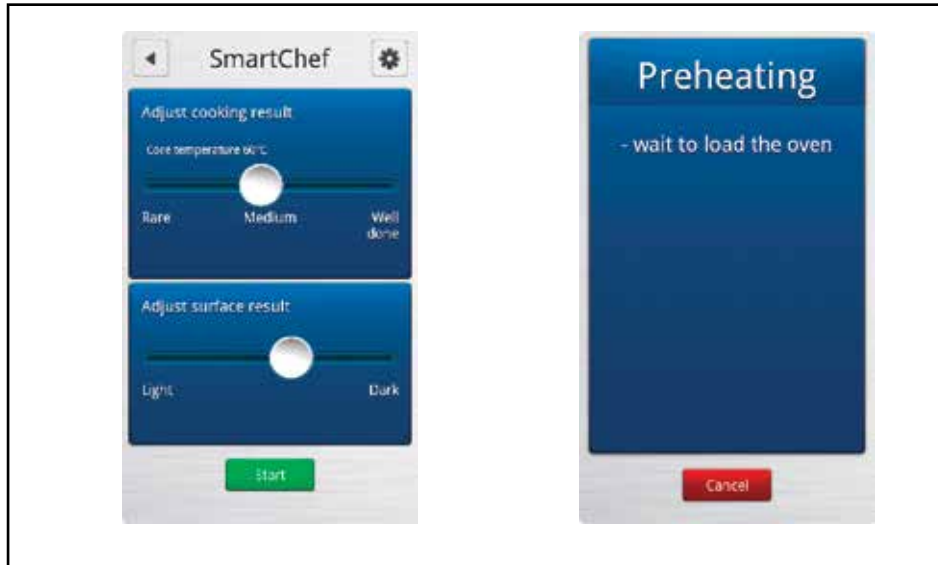 SmartChef
Adjust cooking result
Core temperature 60°C
Rare Medium Well
done
Adjust surface result
Light Dark
Start
Preheating
- wait to load the oven
Cancel